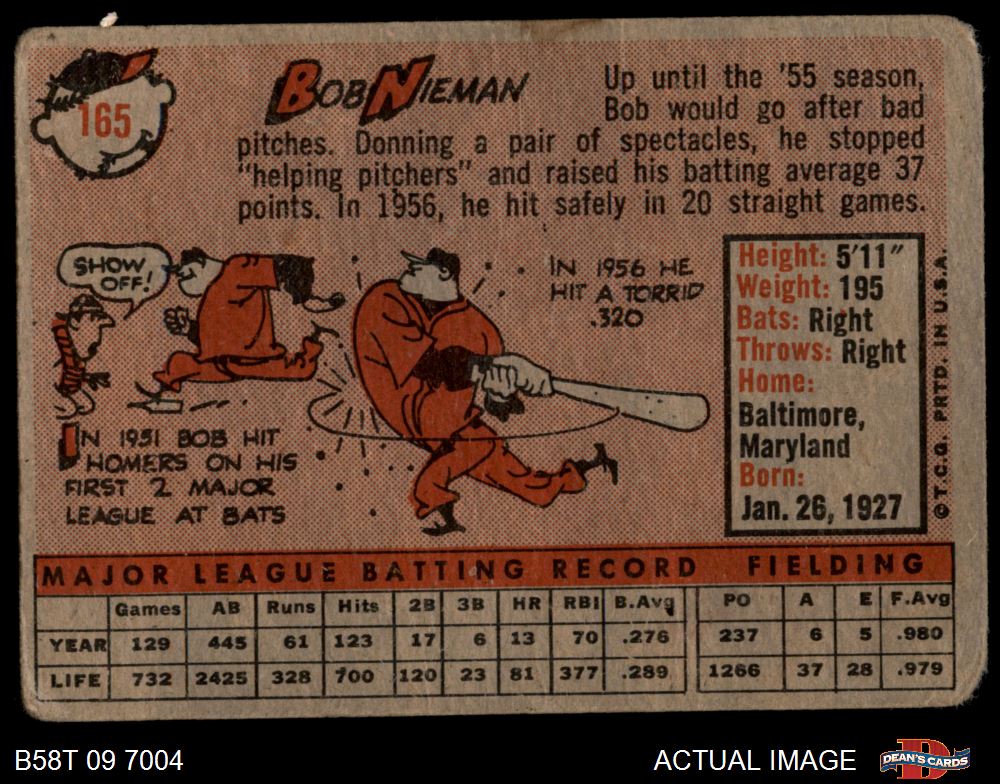 165
BOB NIEMAN
Up until the '55 season,
Bob would go after bad
pitches. Donning a pair of spectacles, he stopped
"helping pitchers" and raised his batting average 37
points. In 1956, he hit safely in 20 straight games.
SHOW
OFF!
IN 1956 HE
HIT A TORRID
.320
IN 1951 BOB HIT
HOMERS ON HIS
FIRST 2 MAJOR
LEAGUE AT BATS
Height: 5'11"
Weight: 195
Bats: Right
Throws: Right
Home:
Baltimore,
Maryland
Born:
Jan. 26, 1927
© T.C.G. PRTD. IN U.S.A.
MAJOR LEAGUE BATTING RECORD FIELDING
Games AB Runs Hits 2B 3B HR RBI B.Avg PO A E F.Avg
YEAR 129 445 61 123 17 6 13 70 .276 237 6 5 .980
LIFE 732 2425 328 700 120 23 81 377 .289 1266 37 28 .979
B58T 09 7004
ACTUAL IMAGE
D
DEAN'S CARDS